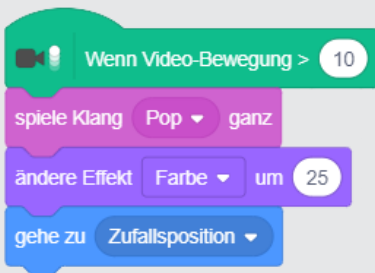 Wenn Video-Bewegung > 10
spiele Klang Pop ganz
ändere Effekt Farbe um 25
gehe zu Zufallsposition